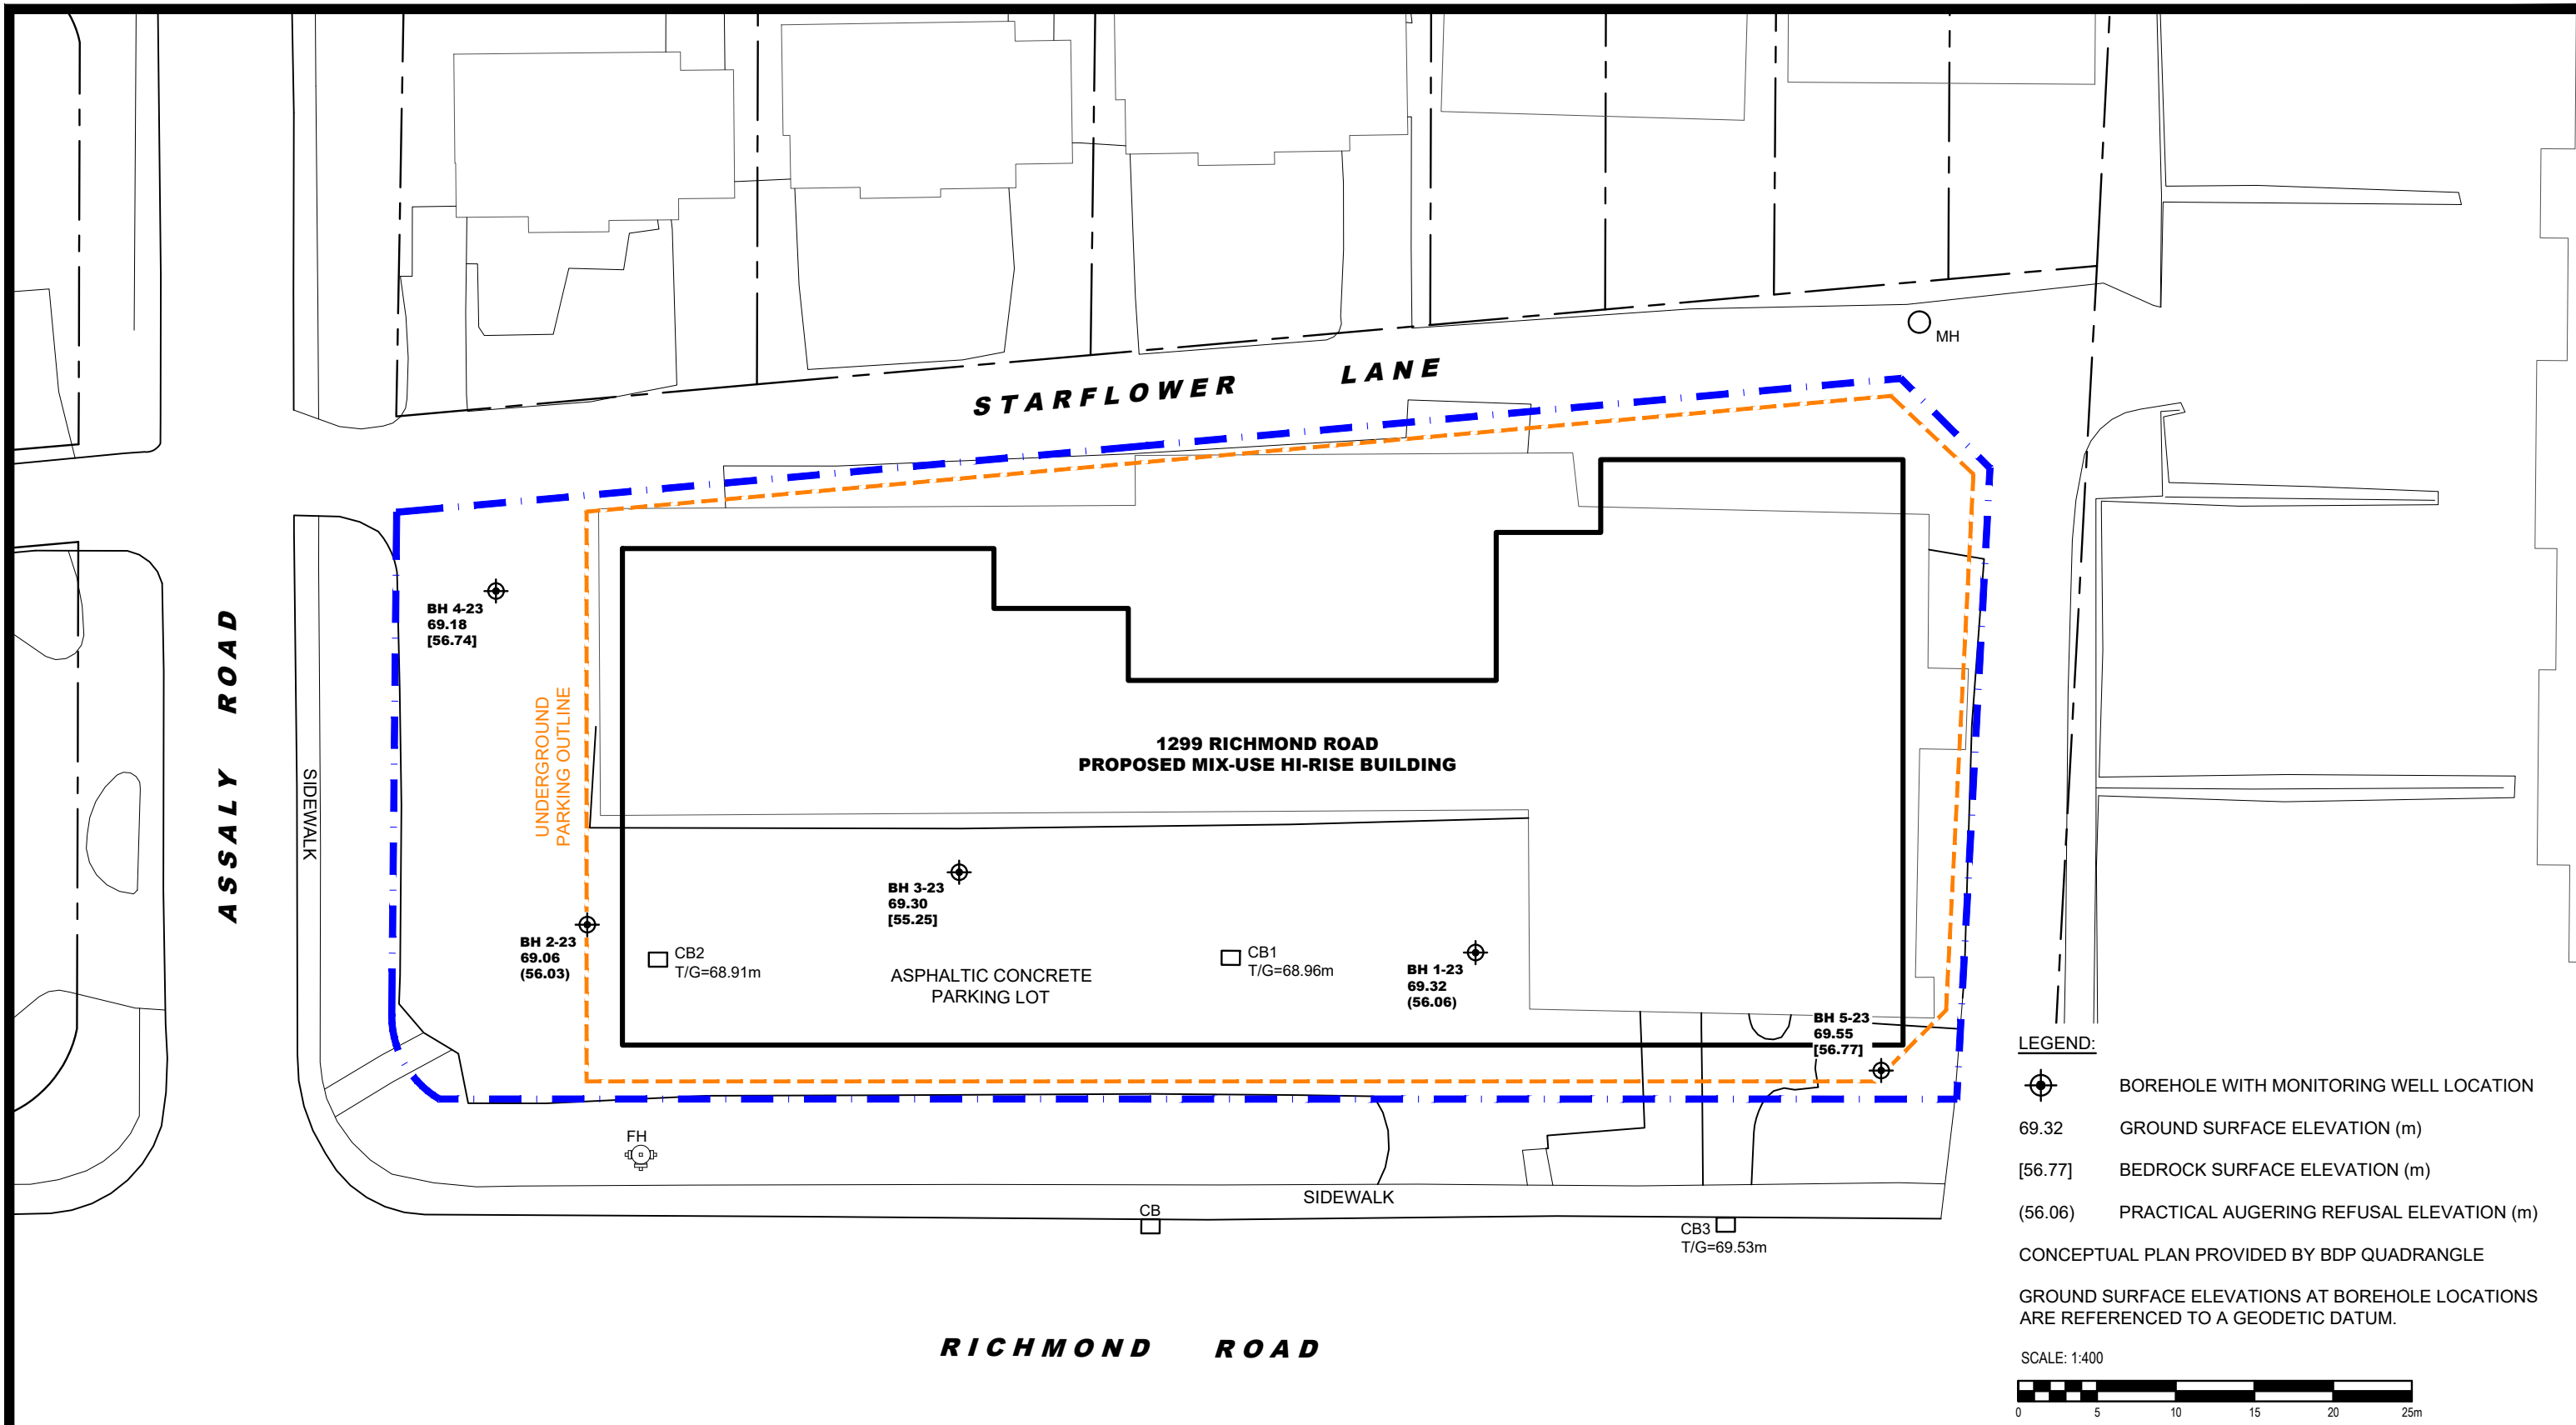 MH
STARFLOWER LANE
BH 4-23
69.18
[56.74]
ASSALY ROAD
SIDEWALK
UNDERGROUND
PARKING OUTLINE
1299 RICHMOND ROAD
PROPOSED MIX-USE HI-RISE BUILDING
BH 3-23
69.30
[55.25]
BH 2-23
69.06
(56.03)
CB2
T/G=68.91m
ASPHALTIC CONCRETE
PARKING LOT
CB1
T/G=68.96m
BH 1-23
69.32
(56.06)
BH 5-23
69.55
[56.77]
FH
SIDEWALK
CB
CB3
T/G=69.53m
RICHMOND ROAD
LEGEND:
BOREHOLE WITH MONITORING WELL LOCATION
69.32 GROUND SURFACE ELEVATION (m)
[56.77] BEDROCK SURFACE ELEVATION (m)
(56.06) PRACTICAL AUGERING REFUSAL ELEVATION (m)
CONCEPTUAL PLAN PROVIDED BY BDP QUADRANGLE
GROUND SURFACE ELEVATIONS AT BOREHOLE LOCATIONS
ARE REFERENCED TO A GEODETIC DATUM.
SCALE: 1:400
0 5 10 15 20 25m